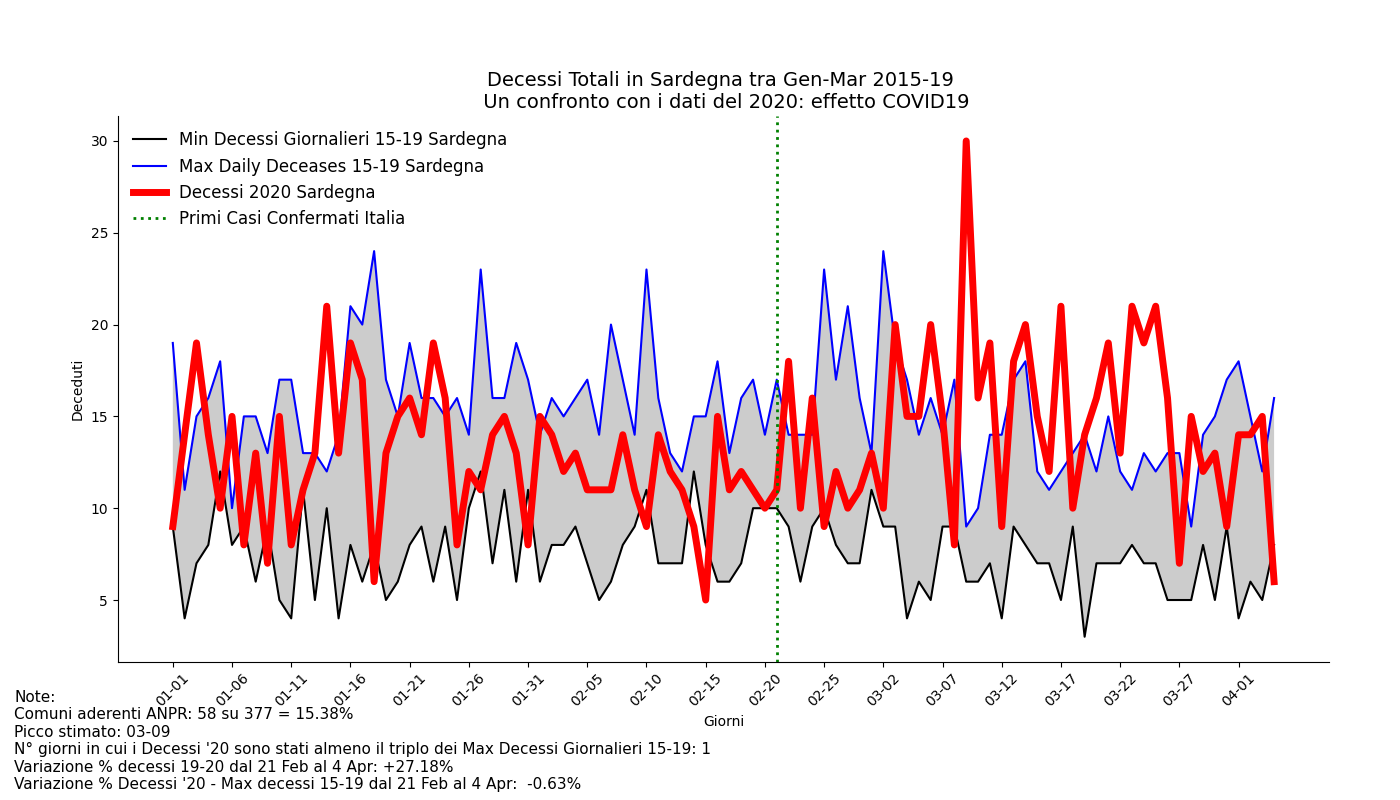 Decessi Totali in Sardegna tra Gen-Mar 2015-19
Un confronto con i dati del 2020: effetto COVID19
Min Decessi Giornalieri 15-19 Sardegna
Max Daily Deceases 15-19 Sardegna
Decessi 2020 Sardegna
Primi Casi Confermati Italia
30
25
20
15
10
5
Deceduti
01-01
01-06
01-11
01-16
01-21
01-26
01-31
02-05
02-10
02-15
02-20
02-25
03-02
03-07
03-12
03-17
03-22
03-27
04-01
Giorni
Note:
Comuni aderenti ANPR: 58 su 377 = 15.38%
Picco stimato: 03-09
N° giorni in cui i Decessi '20 sono stati almeno il triplo dei Max Decessi Giornalieri 15-19: 1
Variazione % decessi 19-20 dal 21 Feb al 4 Apr: +27.18%
Variazione % Decessi '20 - Max decessi 15-19 dal 21 Feb al 4 Apr:  -0.63%